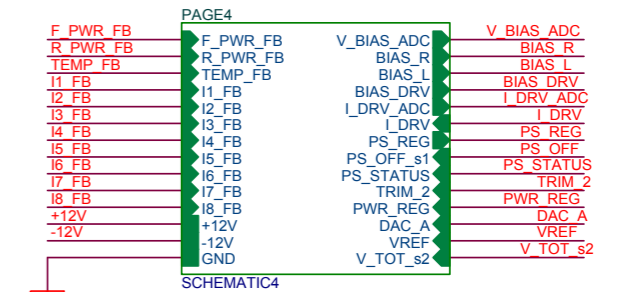 PAGE4
F_PWR_FB F_PWR_FB V_BIAS_ADC V_BIAS_ADC
R_PWR_FB R_PWR_FB BIAS_R BIAS_R
TEMP_FB TEMP_FB BIAS_L BIAS_L
I1_FB I1_FB BIAS_DRV BIAS DRV
I2_FB I2_FB I_DRV_ADC I_DRV_ADC
I3_FB I3_FB I_DRV I_DRV
I4_FB I4_FB PS_REG PS_REG
I5_FB I5_FB PS_OFF_s1 PS_OFF
I6_FB I6_FB PS_STATUS PS_STATUS
I7_FB I7_FB TRIM_2 TRIM_2
I8_FB I8_FB PWR_REG PWR_REG
+12V +12V DAC_A DAC_A
-12V -12V VREF VREF
GND V_TOT_s2 V_TOT_s2
SCHEMATIC4